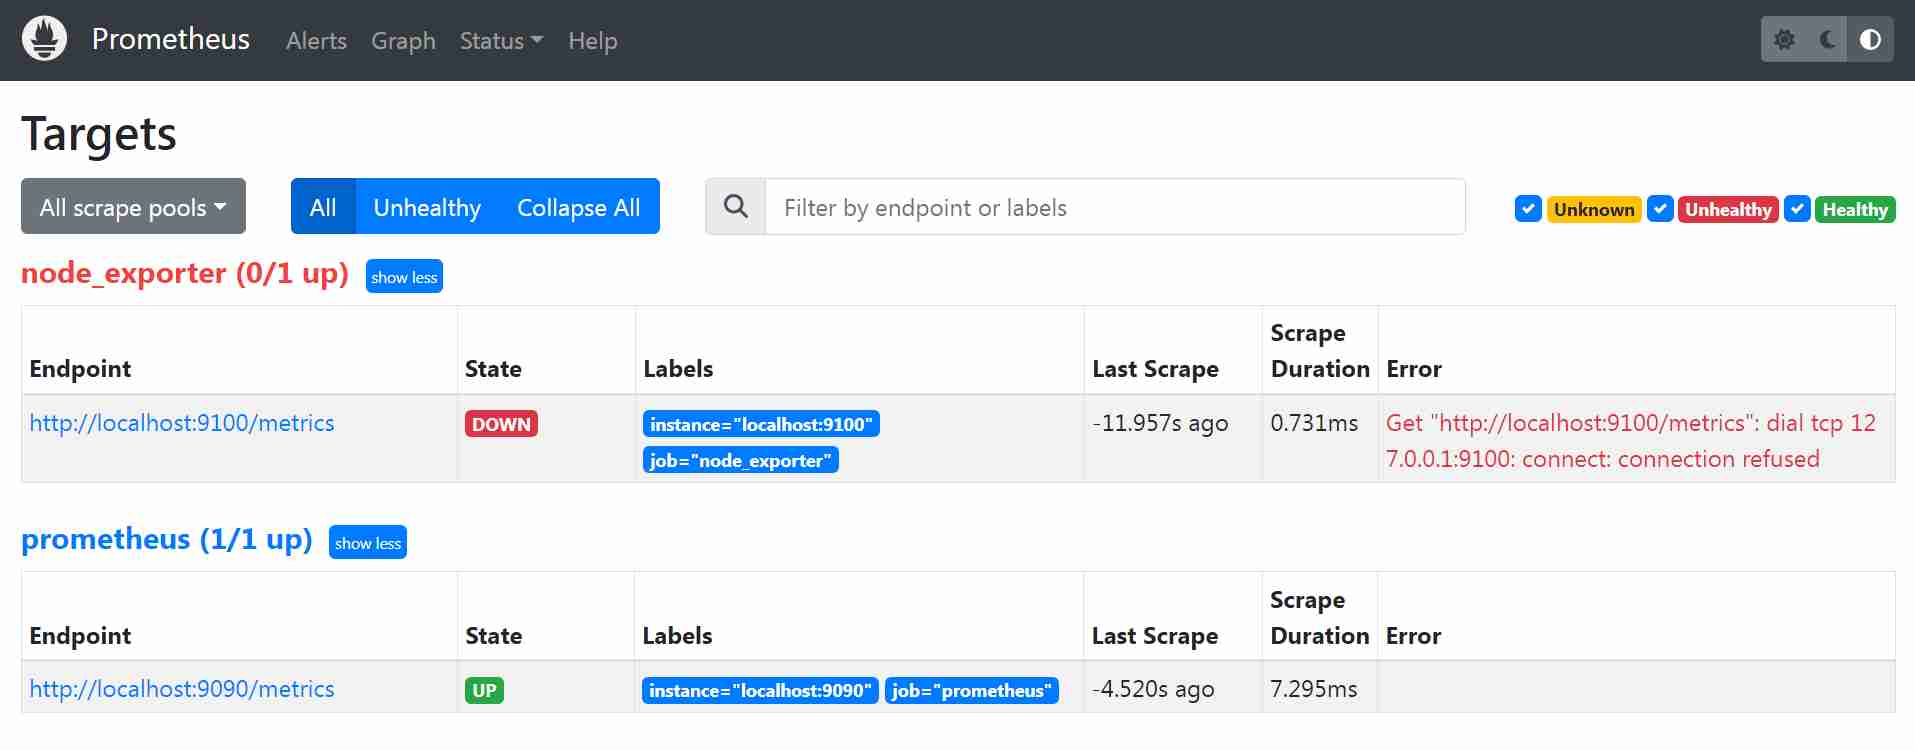 Prometheus Alerts Graph Status Help
Targets
All scrape pools All Unhealthy Collapse All Filter by endpoint or labels Unknown Unhealthy Healthy
node_exporter (0/1 up) show less
Endpoint State Labels Last Scrape Scrape Duration Error
http://localhost:9100/metrics DOWN instance="localhost:9100" -11.957s ago 0.731ms Get "http://localhost:9100/metrics": dial tcp 12
job="node_exporter" 7.0.0.1:9100: connect: connection refused
prometheus (1/1 up) show less
Endpoint State Labels Last Scrape Scrape Duration Error
http://localhost:9090/metrics UP instance="localhost:9090" job="prometheus" -4.520s ago 7.295ms